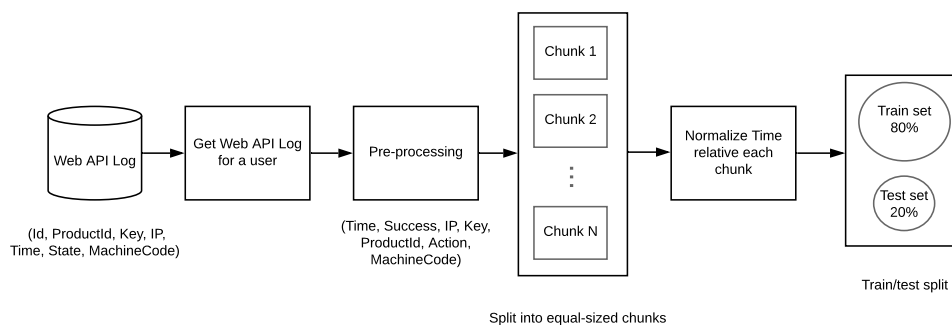 Web API Log
(Id, ProductId, Key, IP,
Time, State, MachineCode)
Get Web API Log
for a user
Pre-processing
(Time, Success, IP, Key,
ProductId, Action,
MachineCode)
Chunk 1
Chunk 2
Chunk N
Split into equal-sized chunks
Normalize Time
relative each
chunk
Train set
80%
Test set
20%
Train/test split